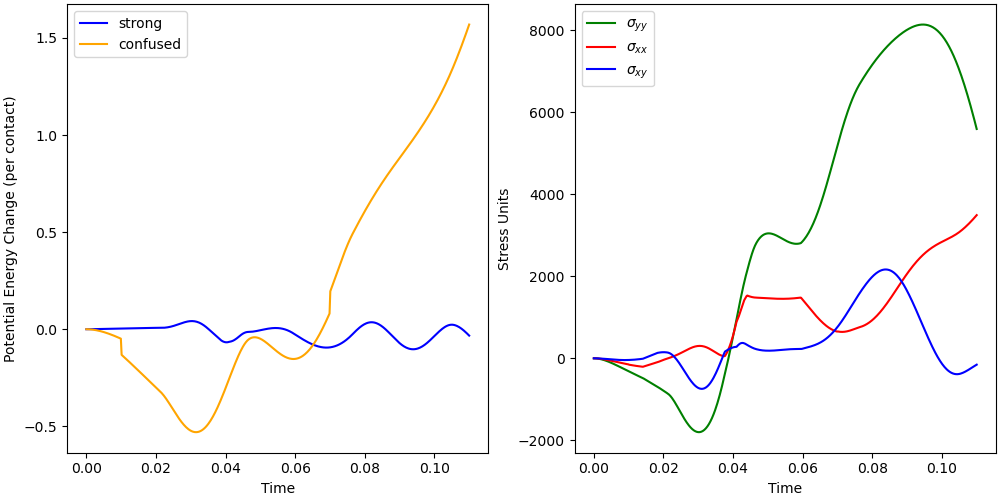 strong
confused
1.5
1.0
0.5
0.0
−0.5
Potential Energy Change (per contact)
0.00 0.02 0.04 0.06 0.08 0.10
Time
σyy
σxx
σxy
8000
6000
4000
2000
0
−2000
Stress Units
0.00 0.02 0.04 0.06 0.08 0.10
Time